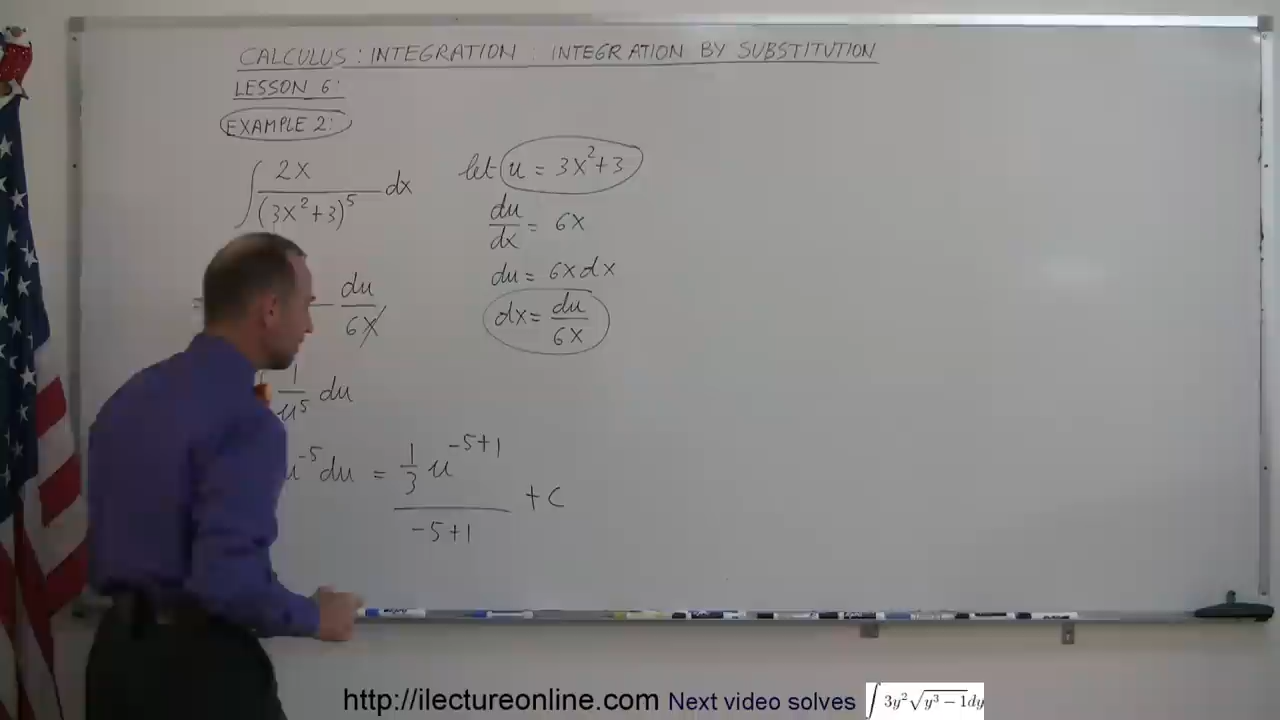 CALCULUS : INTEGRATION : INTEGRATION BY SUBSTITUTION
LESSON 6:
EXAMPLE 2:
∫ 2x / (3x²+3)⁵ dx
let u = 3x²+3
du/dx = 6x
du = 6x dx
dx = du/6x
du/6x
1/u⁵ du
u⁻⁵ du = (1/3 u⁻⁵⁺¹)/(-5+1) + C
http://ilectureonline.com Next video solves ∫ 3y²√(y³ − 1)dy